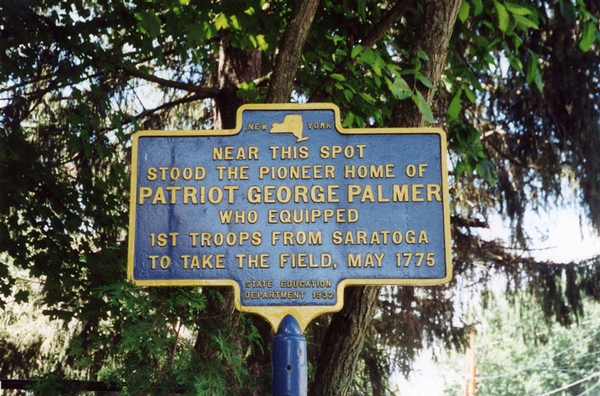 NEW YORK
NEAR THIS SPOT
STOOD THE PIONEER HOME OF
PATRIOT GEORGE PALMER
WHO EQUIPPED
1ST TROOPS FROM SARATOGA
TO TAKE THE FIELD, MAY 1775
STATE EDUCATION
DEPARTMENT 1932